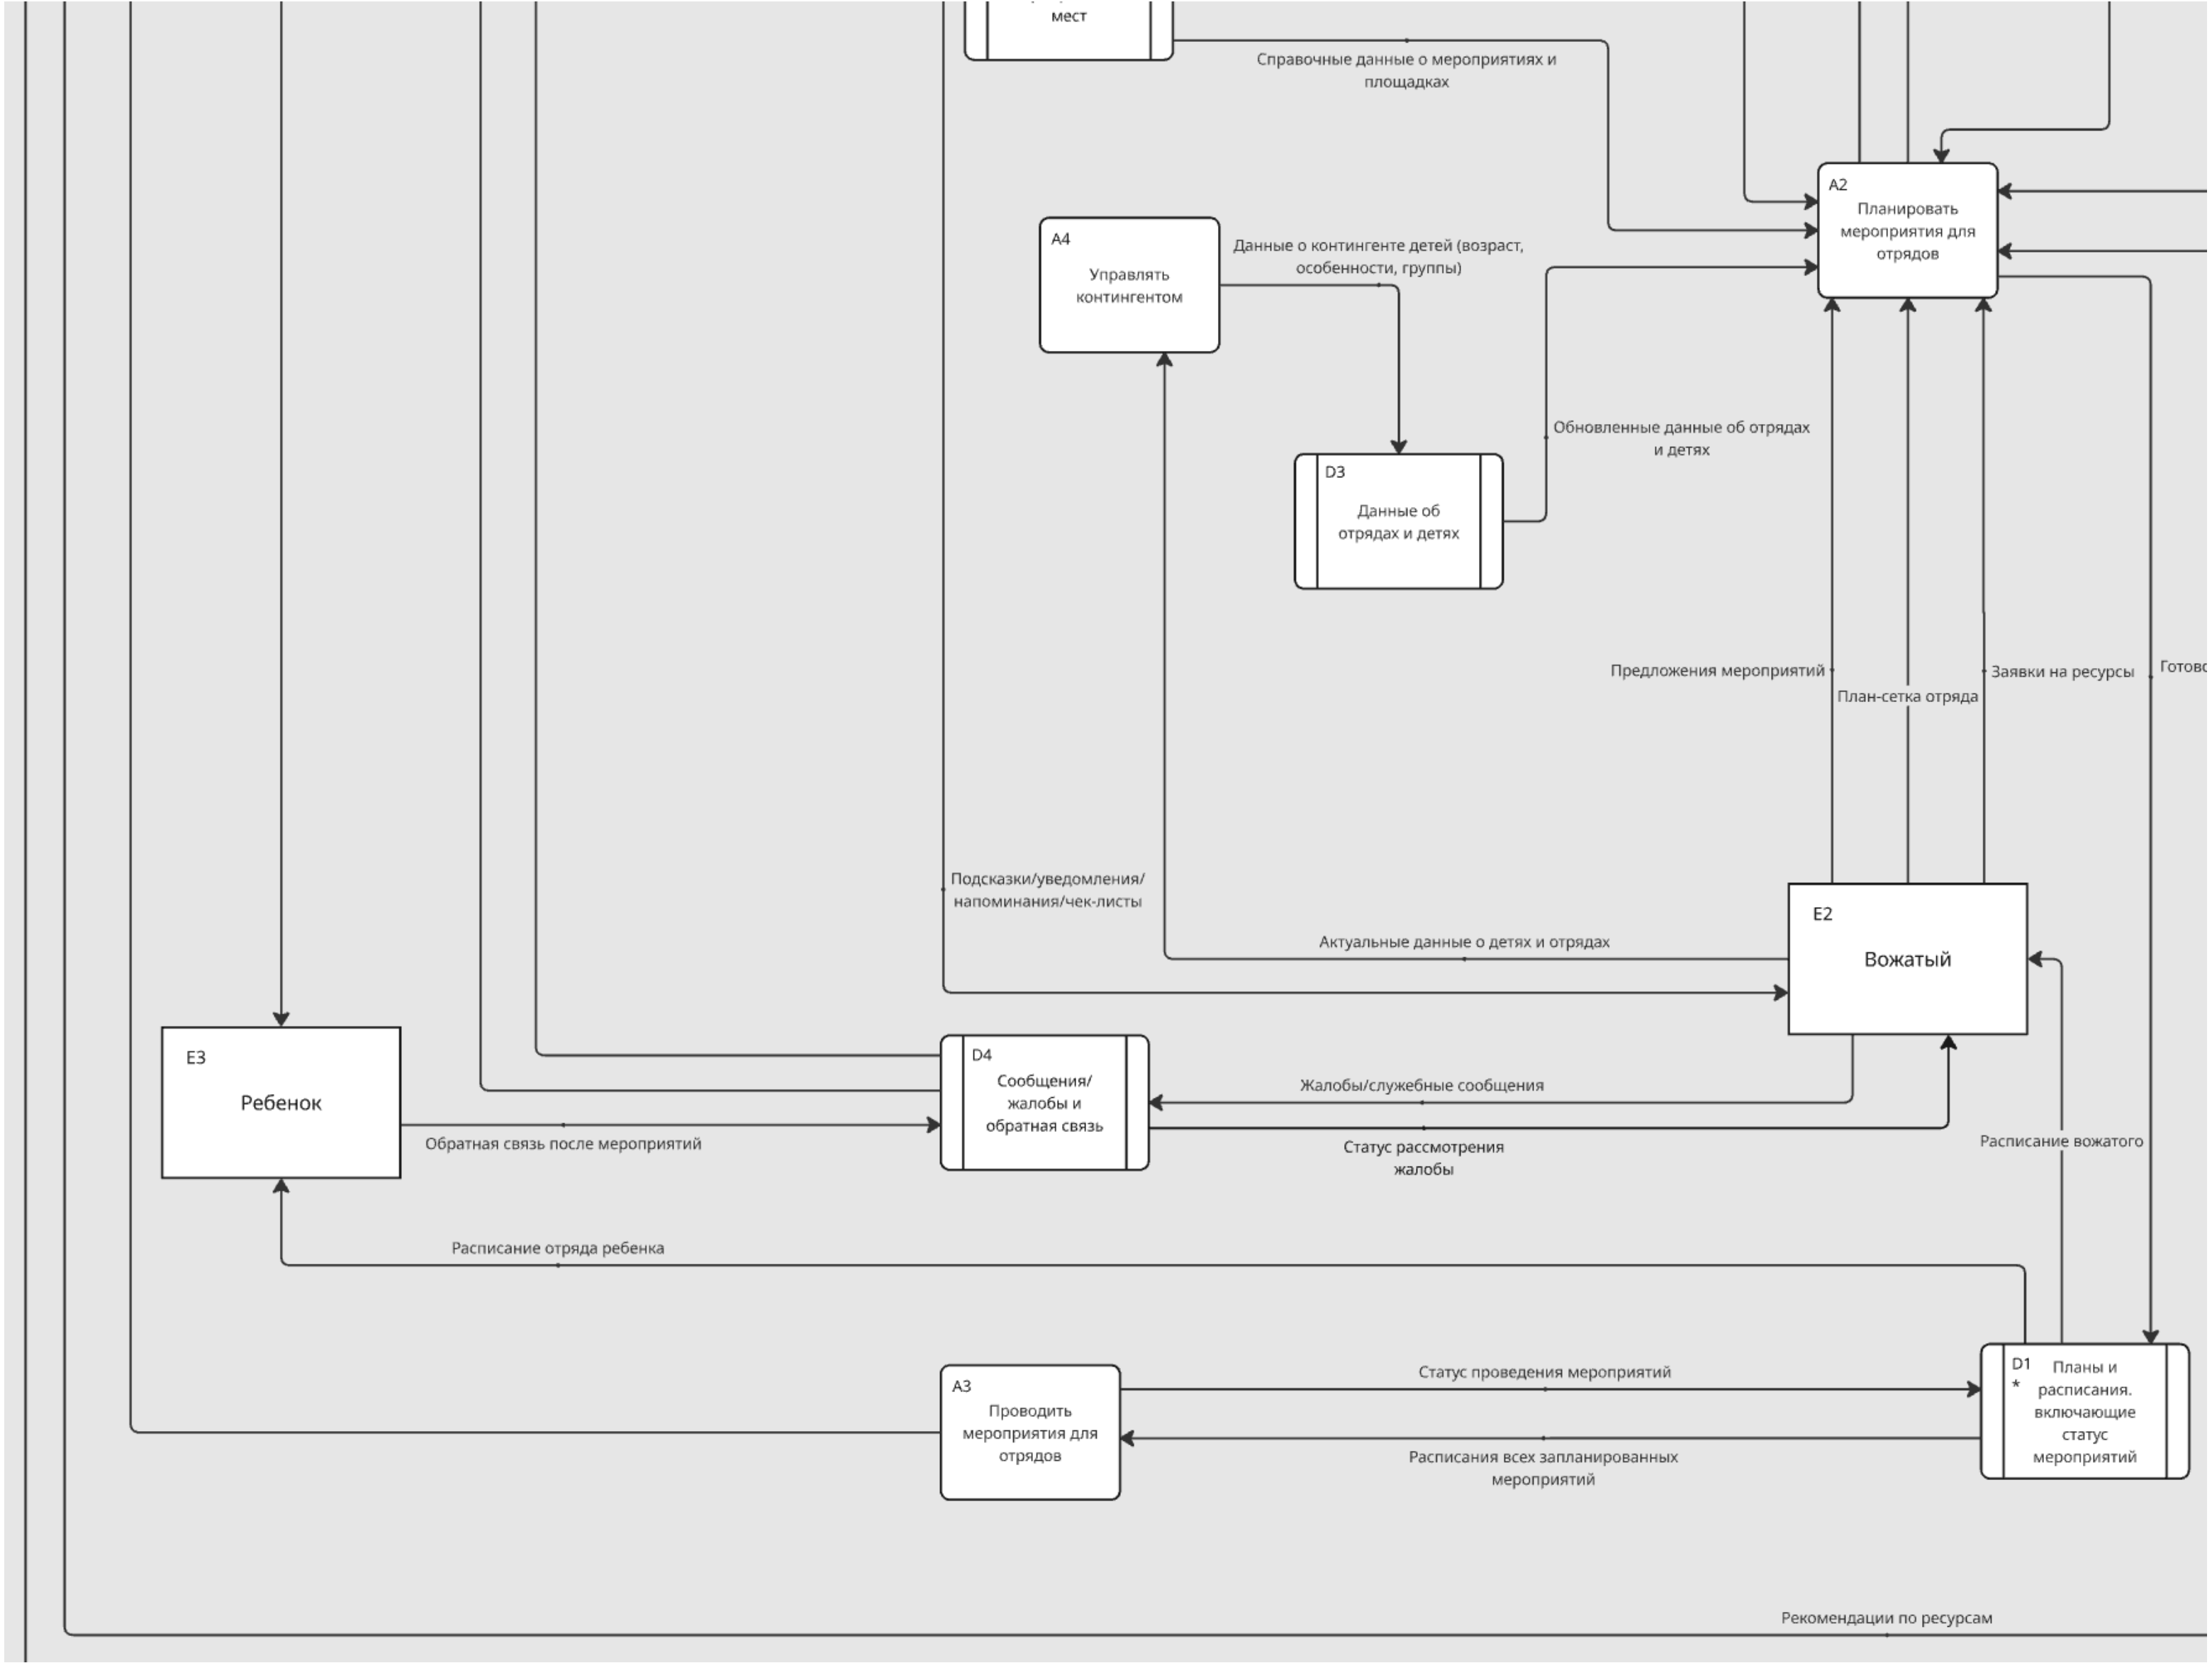 мест
Справочные данные о мероприятиях и
площадках
A2
Планировать
мероприятия для
отрядов
A4
Управлять
контингентом
Данные о контингенте детей (возраст,
особенности, группы)
Обновленные данные об отрядах
и детях
D3
Данные об
отрядах и детях
Предложения мероприятий
План-сетка отряда
Заявки на ресурсы
Подсказки/уведомления/
напоминания/чек-листы
Актуальные данные о детях и отрядах
E2
Вожатый
E3
Ребенок
Обратная связь после мероприятий
D4
Сообщения/
жалобы и
обратная связь
Жалобы/служебные сообщения
Статус рассмотрения
жалобы
Расписание вожатого
Расписание отряда ребенка
A3
Проводить
мероприятия для
отрядов
Статус проведения мероприятий
Расписания всех запланированных
мероприятий
D1
*
Планы и
расписания.
включающие
статус
мероприятий
Рекомендации по ресурсам